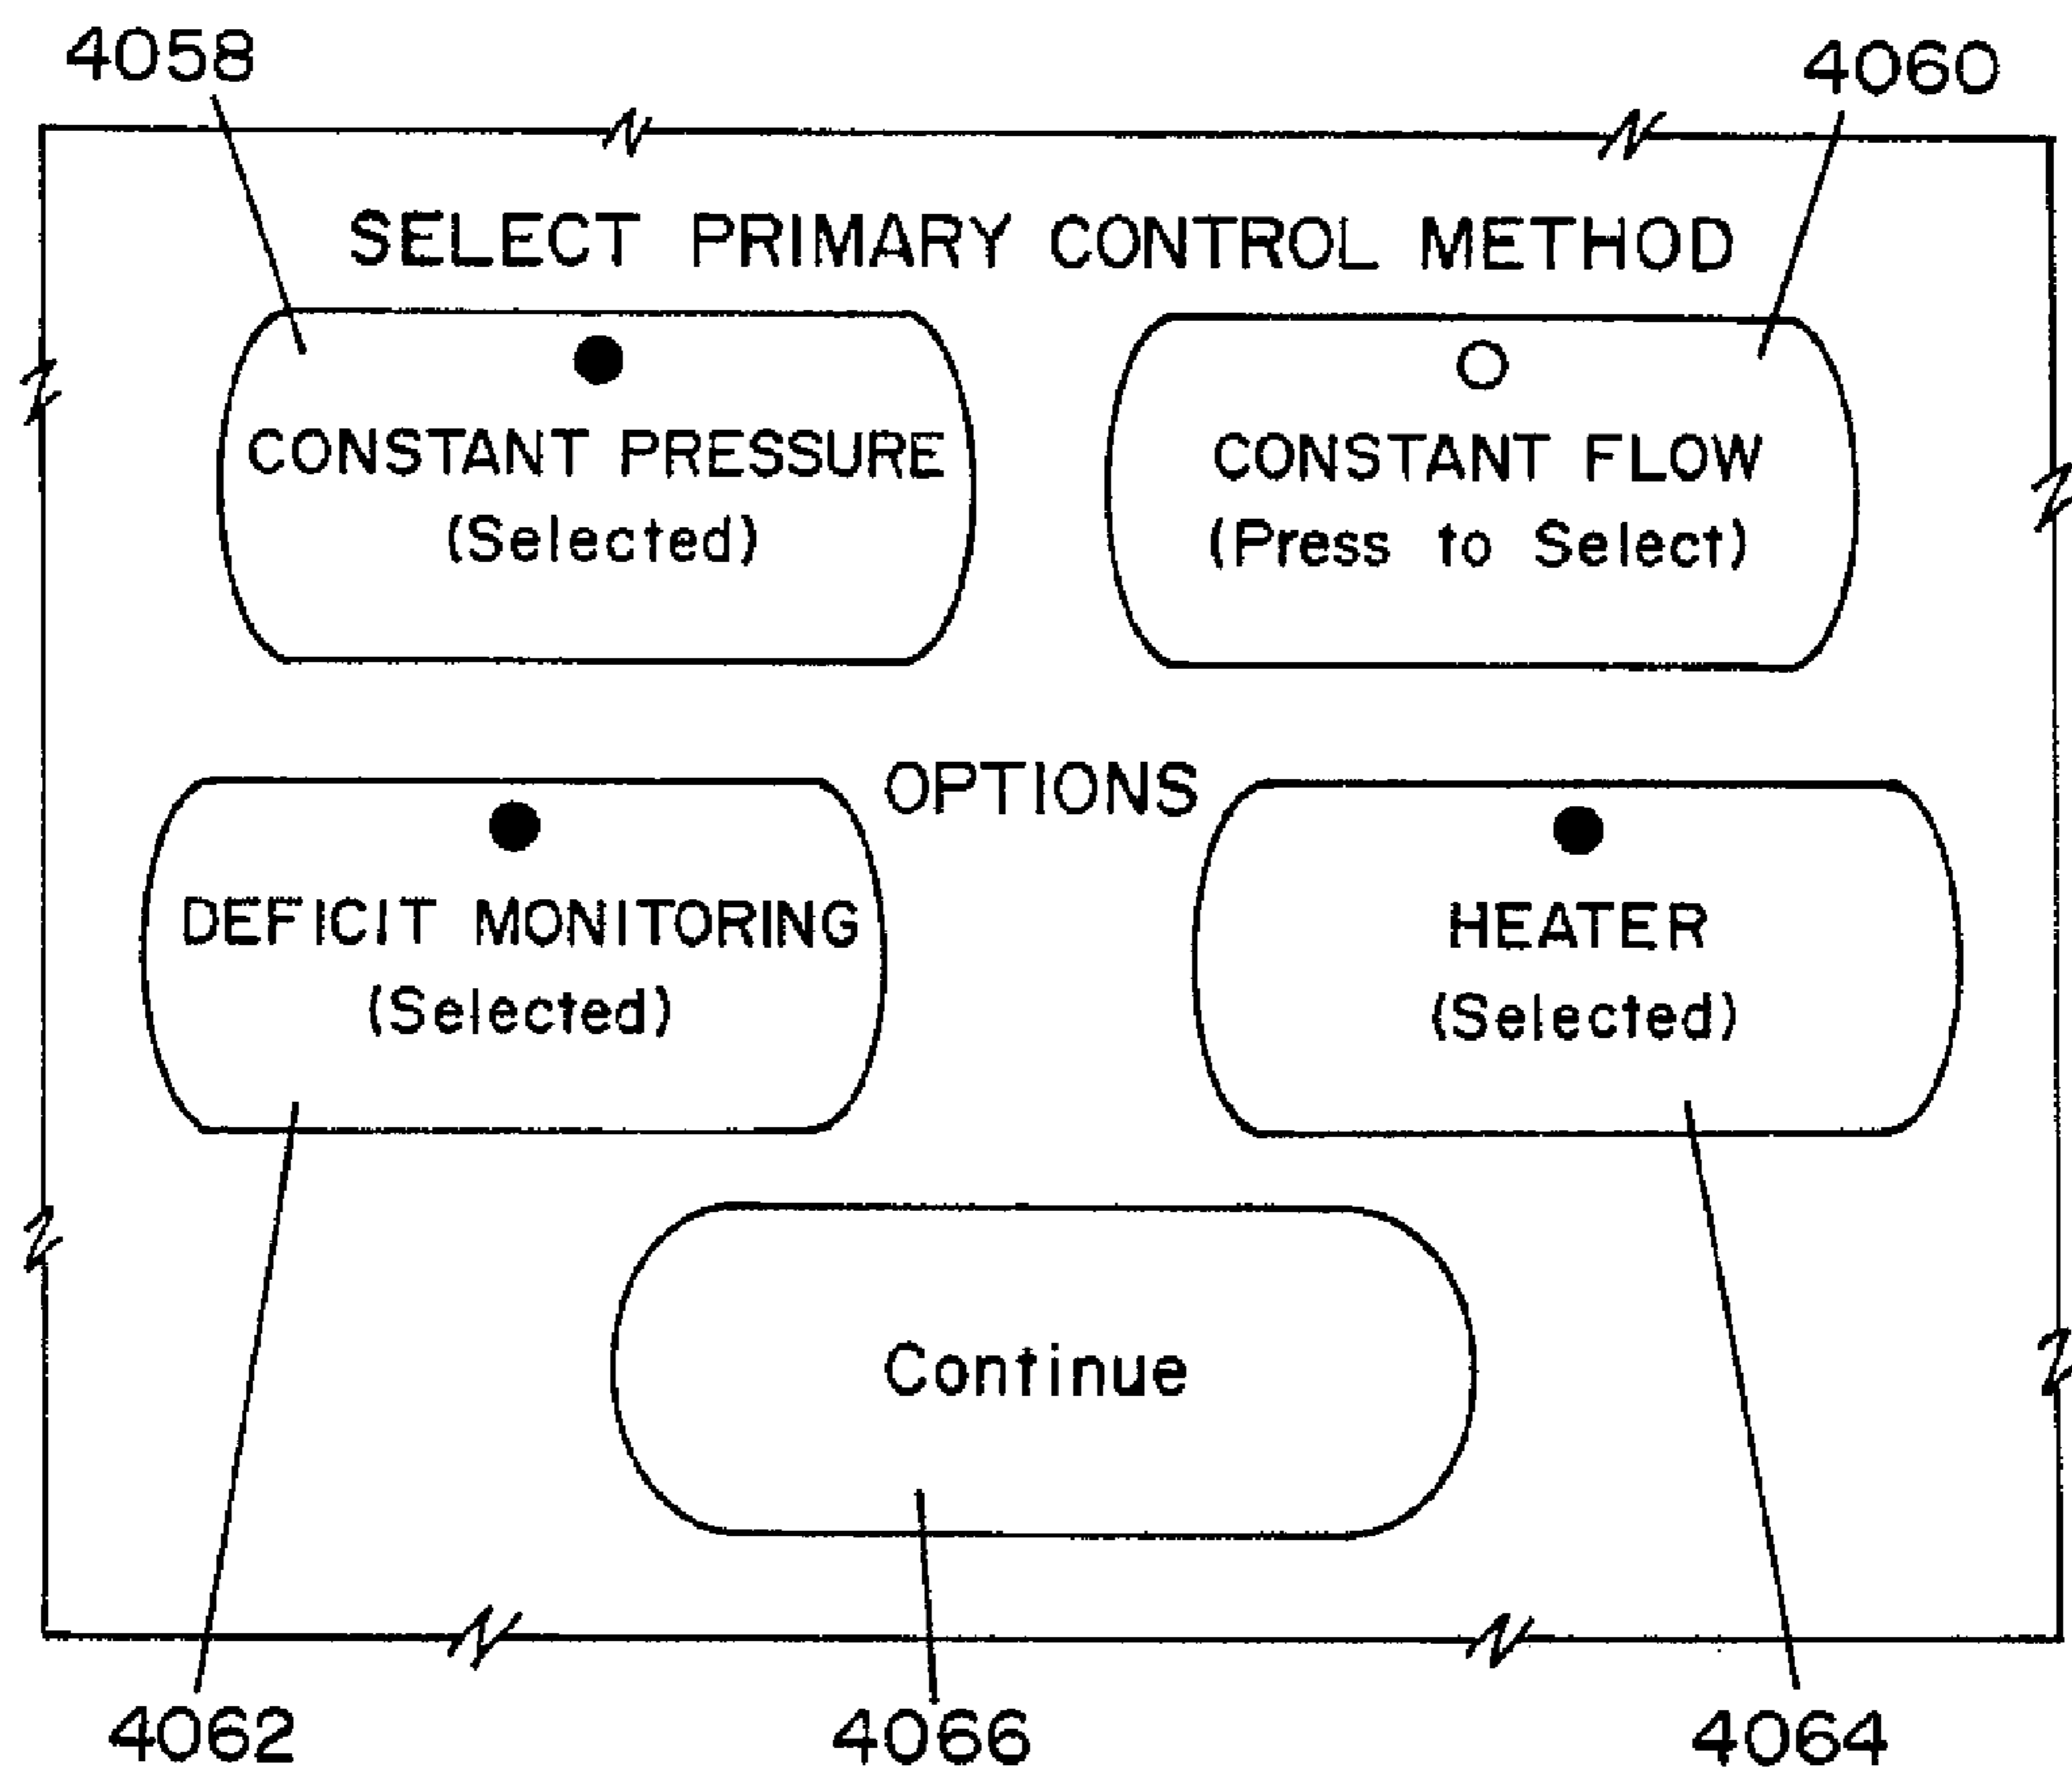 4058
4060
SELECT PRIMARY CONTROL METHOD
CONSTANT PRESSURE
(Selected)
CONSTANT FLOW
(Press to Select)
OPTIONS
DEFICIT MONITORING
(Selected)
HEATER
(Selected)
Continue
4062
4066
4064